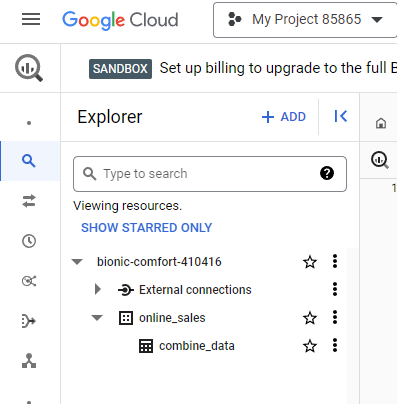 Google Cloud
My Project 85865
SANDBOX Set up billing to upgrade to the full
Explorer
+ ADD
Type to search
Viewing resources.
SHOW STARRED ONLY
1
bionic-comfort-410416
External connections
online_sales
combine_data